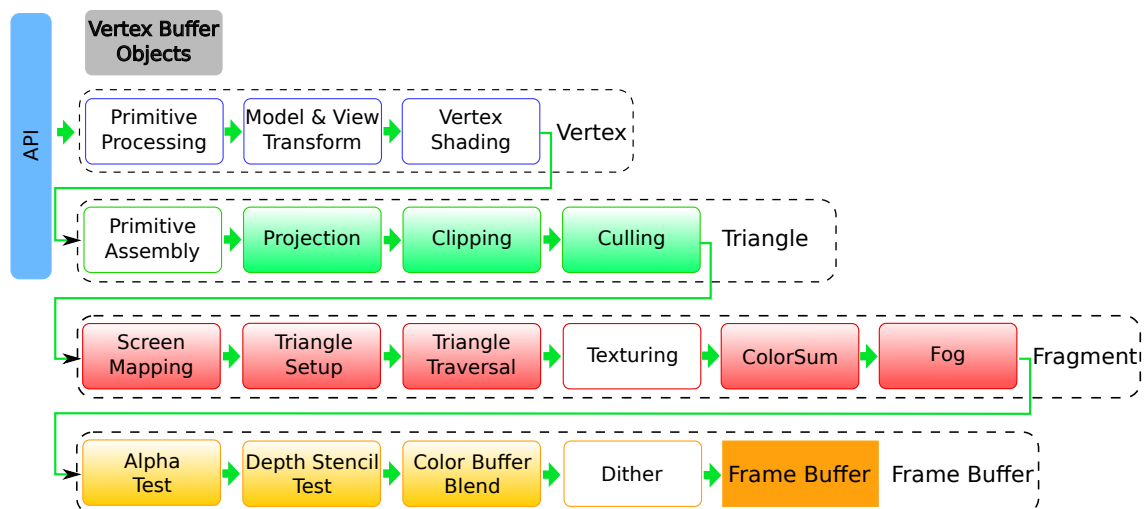 API
Vertex Buffer
Objects
Primitive
Processing
Model & View
Transform
Vertex
Shading
Vertex
Primitive
Assembly
Projection
Clipping
Culling
Triangle
Screen
Mapping
Triangle
Setup
Triangle
Traversal
Texturing
ColorSum
Fog
Fragment
Alpha
Test
Depth Stencil
Test
Color Buffer
Blend
Dither
Frame Buffer
Frame Buffer